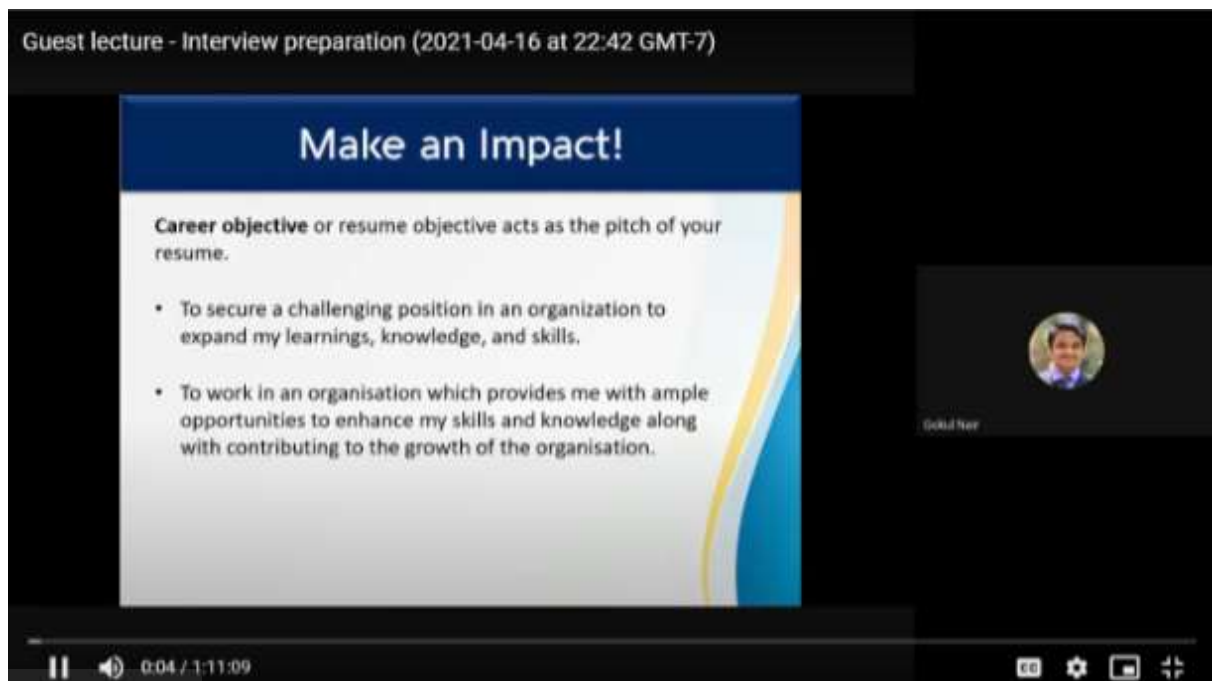 Guest lecture - Interview preparation (2021-04-16 at 22:42 GMT-7)
Make an Impact!
Career objective or resume objective acts as the pitch of your
resume.
• To secure a challenging position in an organization to
expand my learnings, knowledge, and skills.
• To work in an organisation which provides me with ample
opportunities to enhance my skills and knowledge along
with contributing to the growth of the organisation.
Gokul Nair
0:04 / 1:11:09
CC